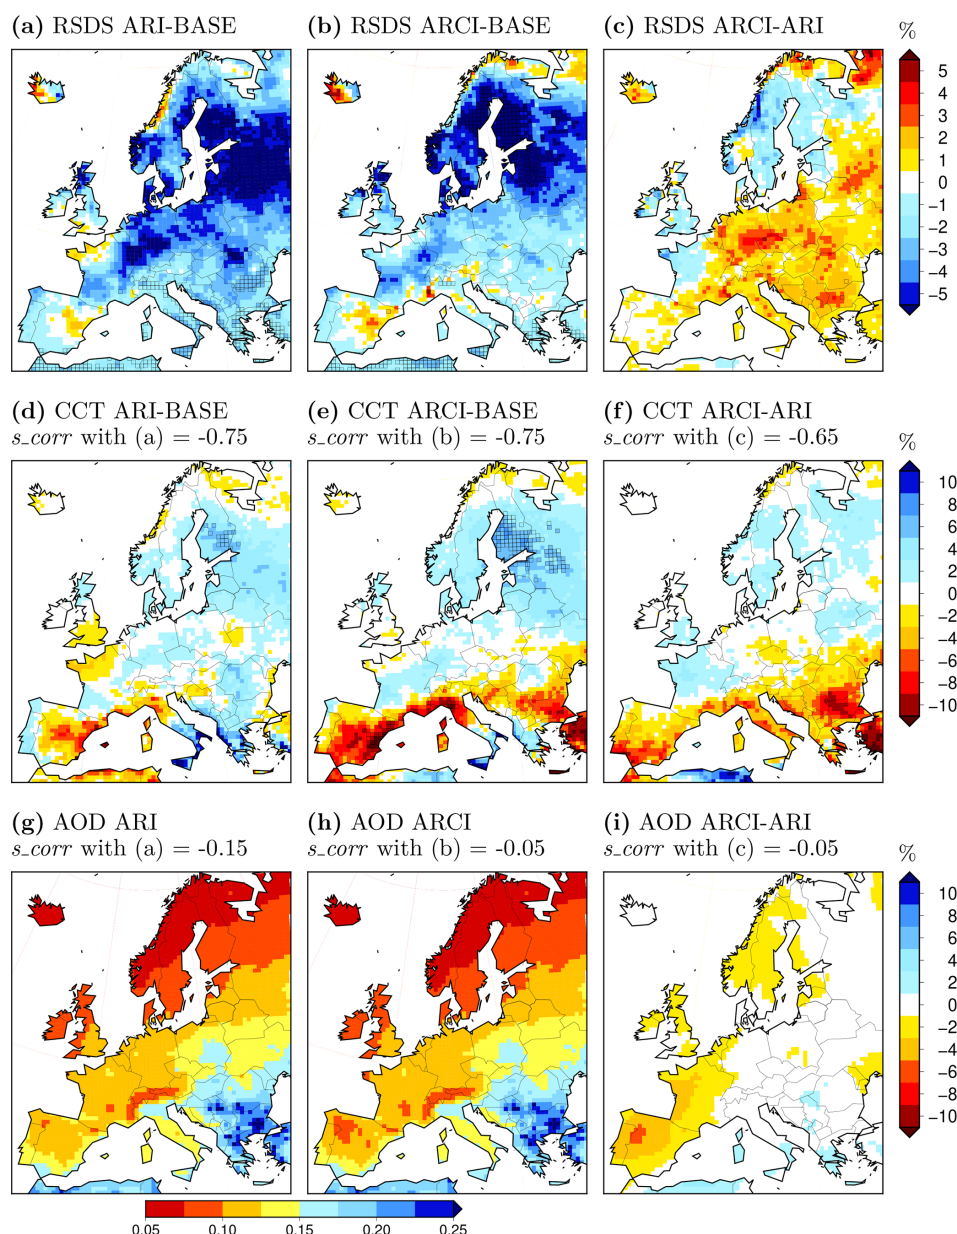 (a) RSDS ARI-BASE
(b) RSDS ARCI-BASE
(c) RSDS ARCI-ARI
%
5
4
3
2
1
0
−1
−2
−3
−4
−5
(d) CCT ARI-BASE
s_corr with (a) = -0.75
(e) CCT ARCI-BASE
s_corr with (b) = -0.75
(f) CCT ARCI-ARI
s_corr with (c) = -0.65
%
10
8
6
4
2
0
−2
−4
−6
−8
−10
(g) AOD ARI
s_corr with (a) = -0.15
(h) AOD ARCI
s_corr with (b) = -0.05
(i) AOD ARCI-ARI
s_corr with (c) = -0.05
%
10
8
6
4
2
0
−2
−4
−6
−8
−10
0.05 0.10 0.15 0.20 0.25